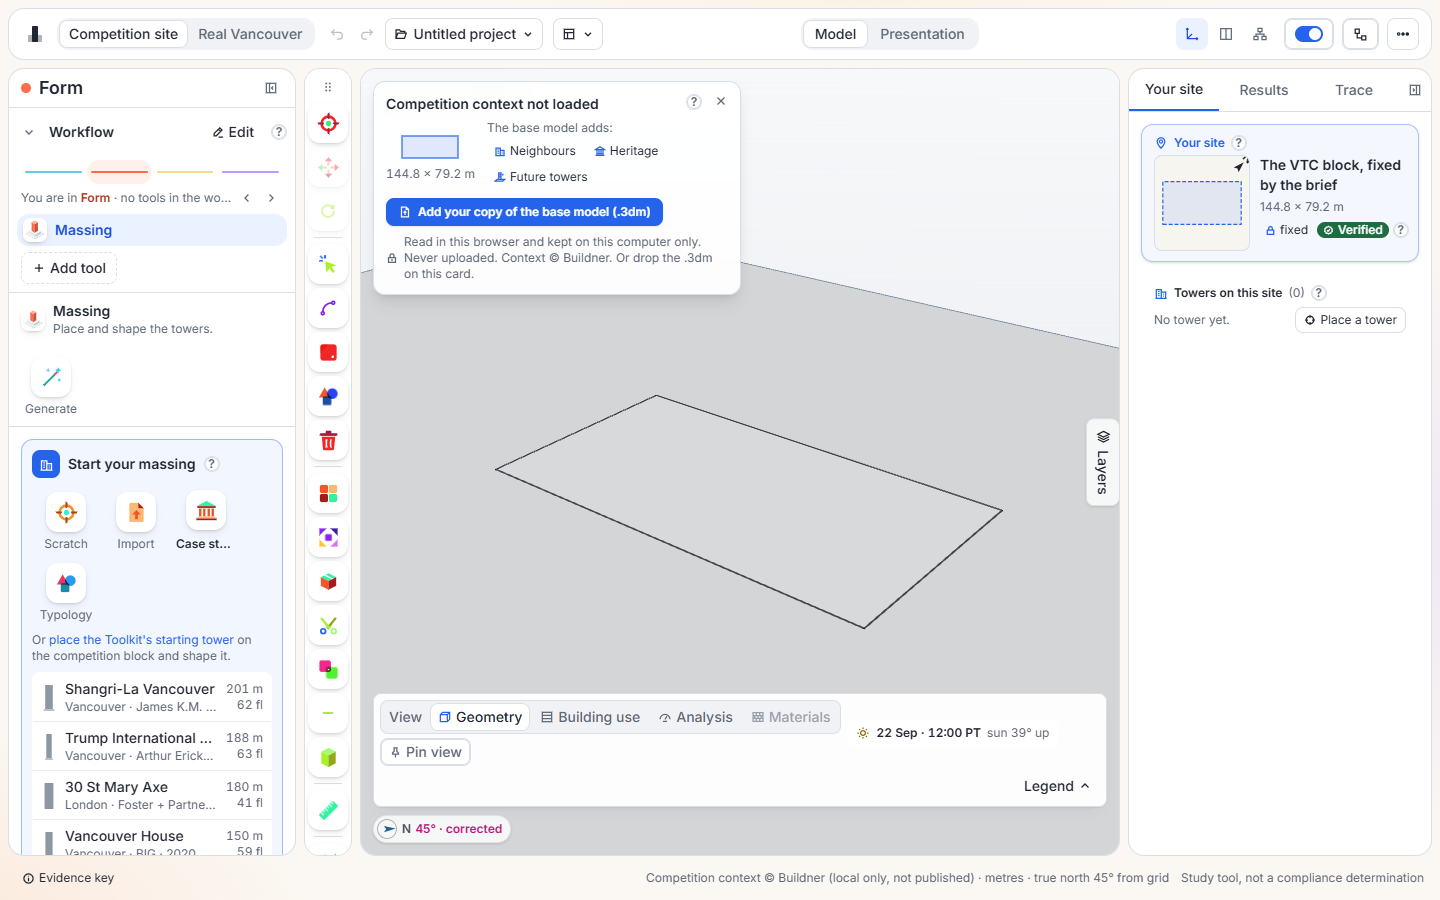 Competition site
Real Vancouver
Untitled project
Model
Presentation
Form
Workflow
Edit
?
You are in Form · no tools in the wo...
Massing
Add tool
Massing
Place and shape the towers.
Generate
Start your massing
?
Scratch
Import
Case st...
Typology
Or place the Toolkit's starting tower on
the competition block and shape it.
Shangri-La Vancouver 201 m
Vancouver · James K.M. ... 62 fl
Trump International ... 188 m
Vancouver · Arthur Erick... 63 fl
30 St Mary Axe 180 m
London · Foster + Partne... 41 fl
Vancouver House 150 m
Vancouver · BIG · 2020 59 fl
Competition context not loaded
?
The base model adds:
Neighbours
Heritage
Future towers
144.8 × 79.2 m
Add your copy of the base model (.3dm)
Read in this browser and kept on this computer only.
Never uploaded. Context © Buildner. Or drop the .3dm
on this card.
Layers
View
Geometry
Building use
Analysis
Materials
22 Sep · 12:00 PT sun 39° up
Pin view
Legend
N 45° · corrected
Your site
Results
Trace
Your site
?
The VTC block, fixed
by the brief
144.8 × 79.2 m
fixed
Verified
?
Towers on this site (0)
?
No tower yet.
Place a tower
Evidence key
Competition context © Buildner (local only, not published) · metres · true north 45° from grid
Study tool, not a compliance determination